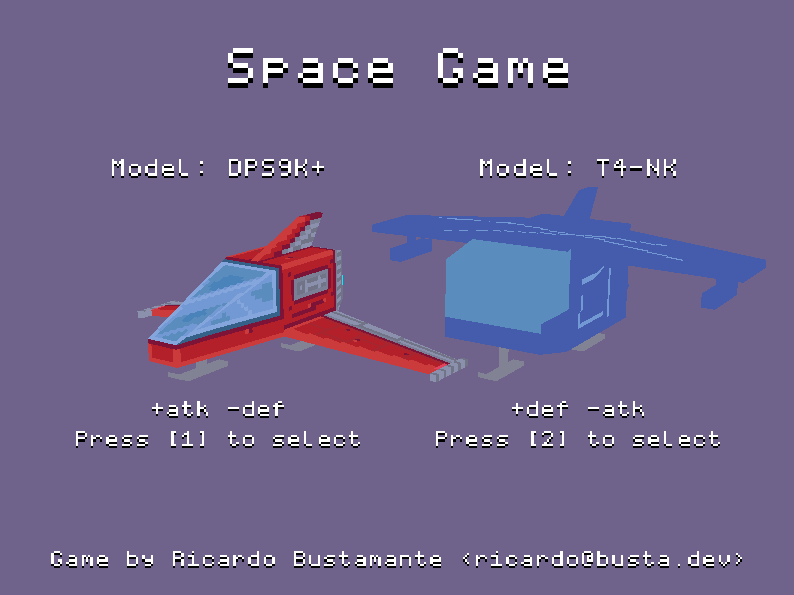 Space Game
Model: DPS9K+
Model: T4-NK
+atk -def
+def -atk
Press [1] to select
Press [2] to select
Game by Ricardo Bustamante <ricardo@busta.dev>